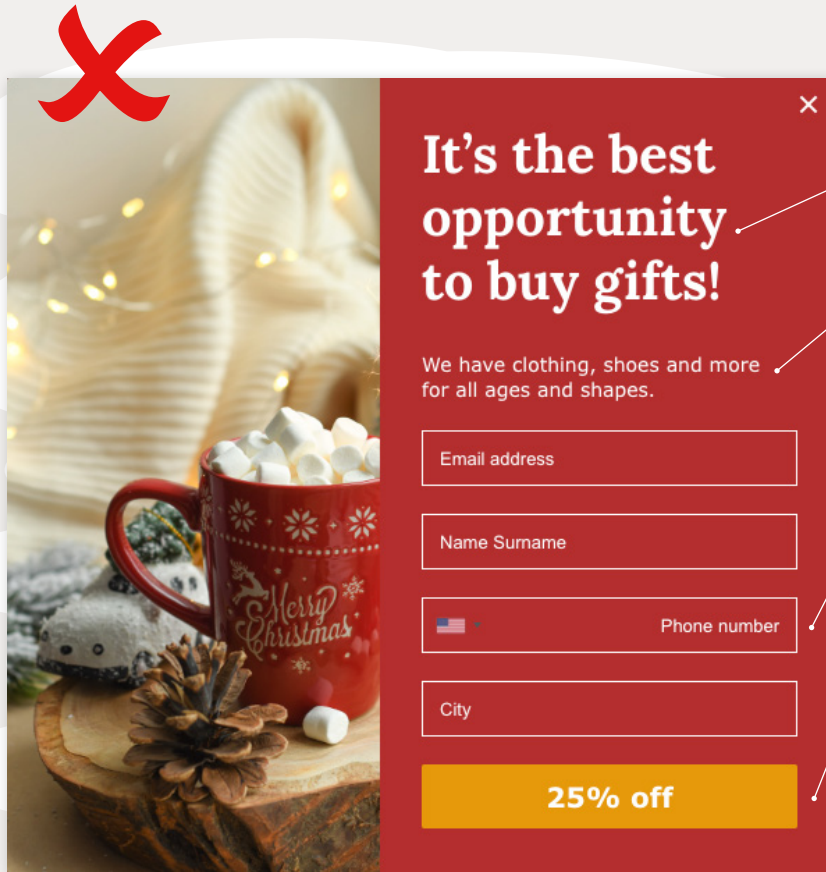 It's the best
opportunity
to buy gifts!
We have clothing, shoes and more
for all ages and shapes.
Email address
Name Surname
Phone number
City
25% off
Merry
Christmas